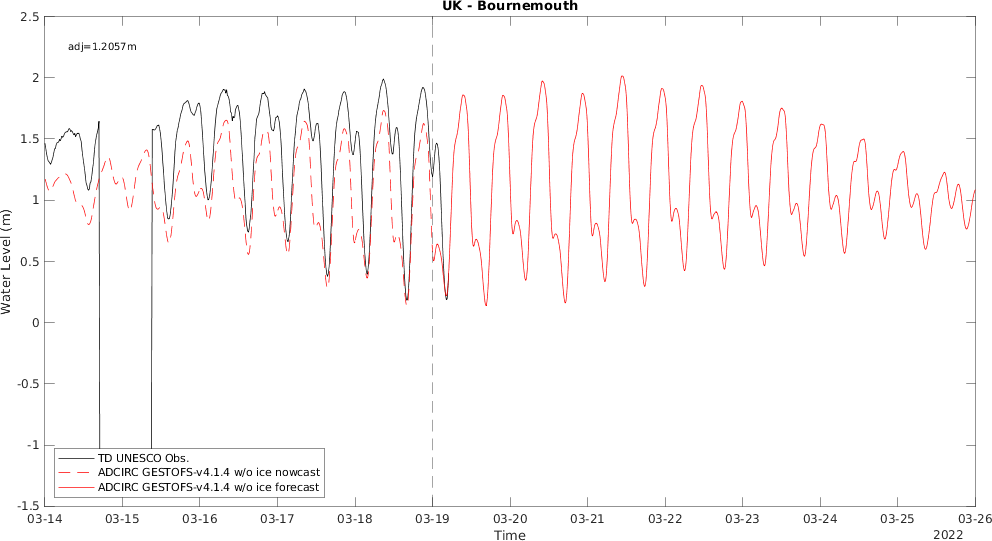 UK - Bournemouth
adj=1.2057m
Water Level (m)
2.5
2
1.5
1
0.5
0
-0.5
-1
-1.5
TD UNESCO Obs.
ADCIRC GESTOFS-v4.1.4 w/o ice nowcast
ADCIRC GESTOFS-v4.1.4 w/o ice forecast
03-14 03-15 03-16 03-17 03-18 03-19 03-20 03-21 03-22 03-23 03-24 03-25 03-26
Time
2022